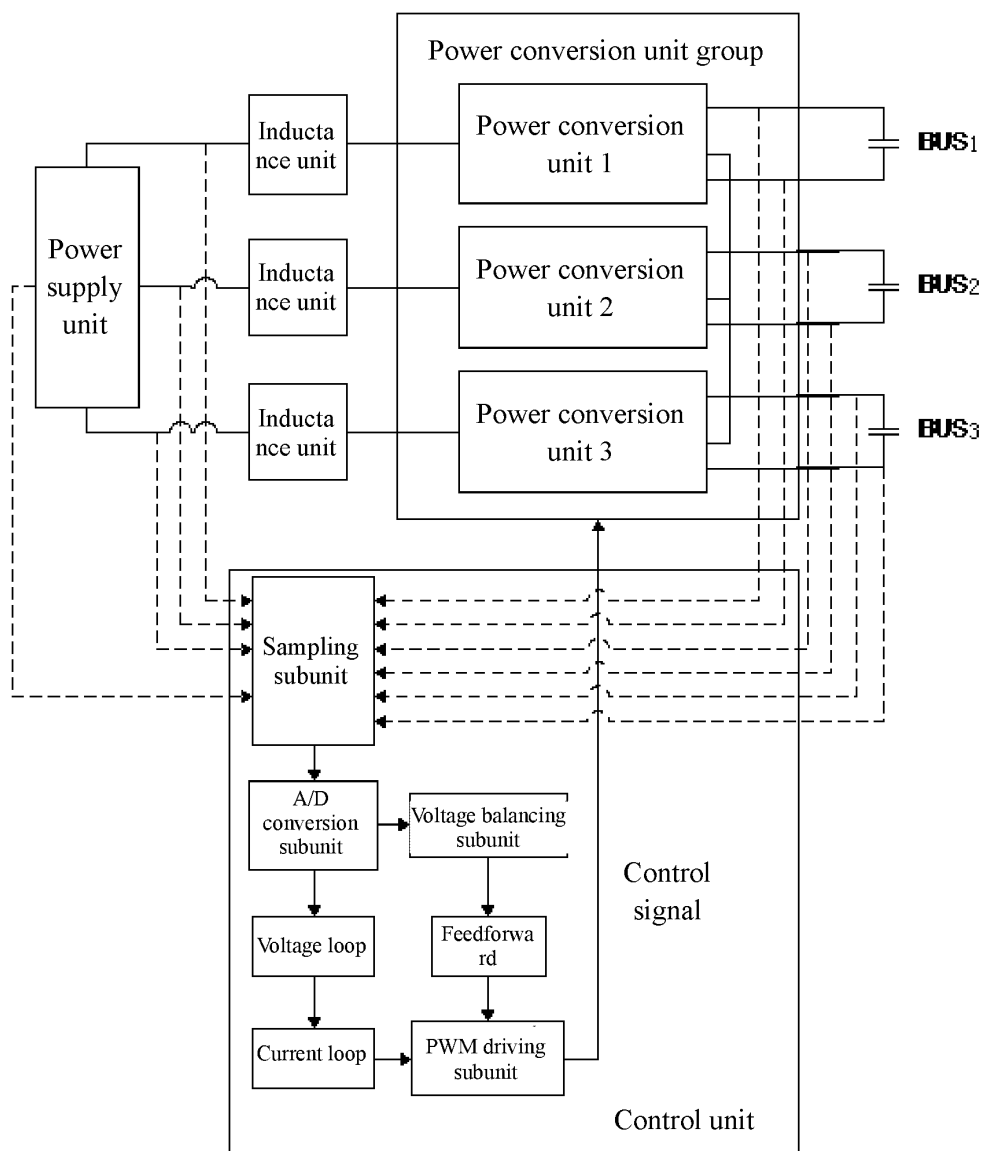 Power conversion unit group
Inducta
nce unit
Power conversion
unit 1
BUS1
Power
supply
unit
Inducta
nce unit
Power conversion
unit 2
BUS2
Inducta
nce unit
Power conversion
unit 3
BUS3
Sampling
subunit
A/D
conversion
subunit
Voltage balancing
subunit
Control
signal
Voltage loop
Feedforwa
rd
Current loop
PWM driving
subunit
Control unit